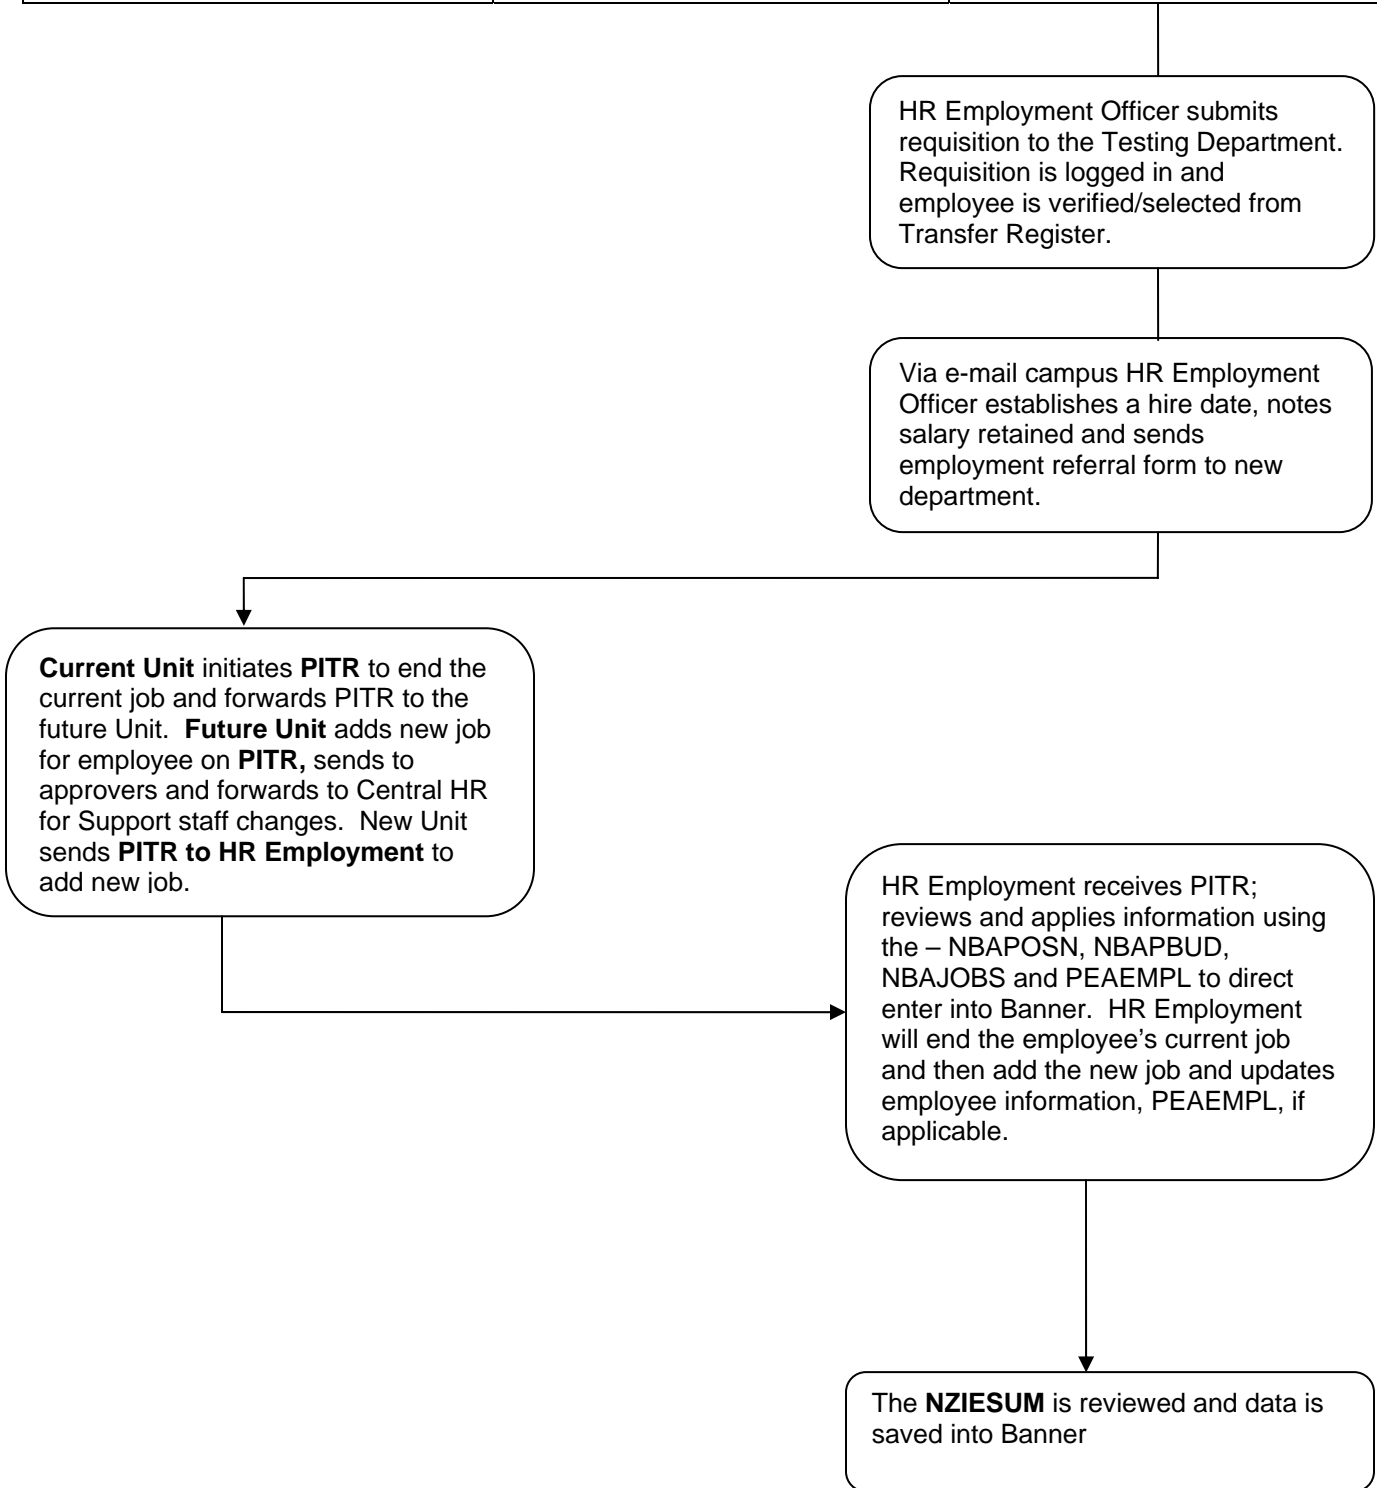 HR Employment Officer submits
requisition to the Testing Department.
Requisition is logged in and
employee is verified/selected from
Transfer Register.
Via e-mail campus HR Employment
Officer establishes a hire date, notes
salary retained and sends
employment referral form to new
department.
Current Unit initiates PITR to end the
current job and forwards PITR to the
future Unit.  Future Unit adds new job
for employee on PITR, sends to
approvers and forwards to Central HR
for Support staff changes.  New Unit
sends PITR to HR Employment to
add new job.
HR Employment receives PITR;
reviews and applies information using
the – NBAPOSN, NBAPBUD,
NBAJOBS and PEAEMPL to direct
enter into Banner.  HR Employment
will end the employee’s current job
and then add the new job and updates
employee information, PEAEMPL, if
applicable.
The NZIESUM is reviewed and data is
saved into Banner